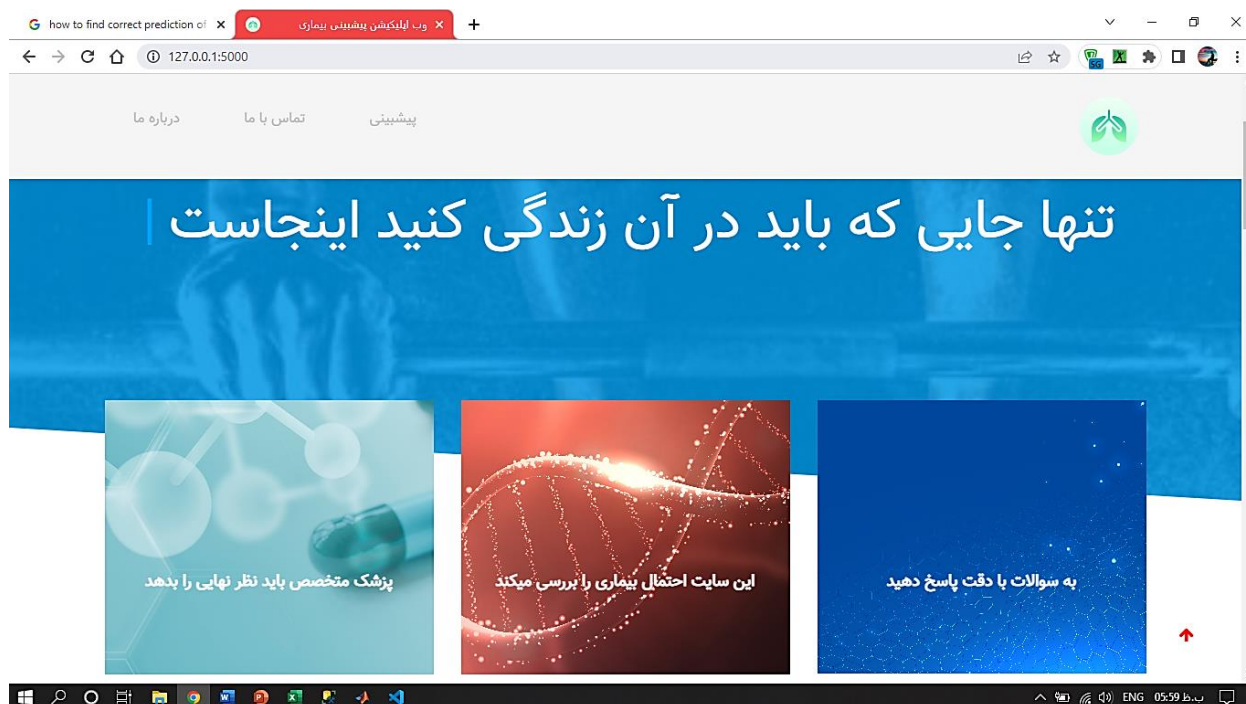 how to find correct prediction of
وب اپلیکیشن پیشبینی بیماری
127.0.0.1:5000
پیشبینی
تماس با ما
درباره ما
تنها جایی که باید در آن زندگی کنید اینجاست |
به سوالات با دقت پاسخ دهید
این سایت احتمال بیماری را بررسی میکند
پزشک متخصص باید نظر نهایی را بدهد
ENG
05:59 ب.ظ